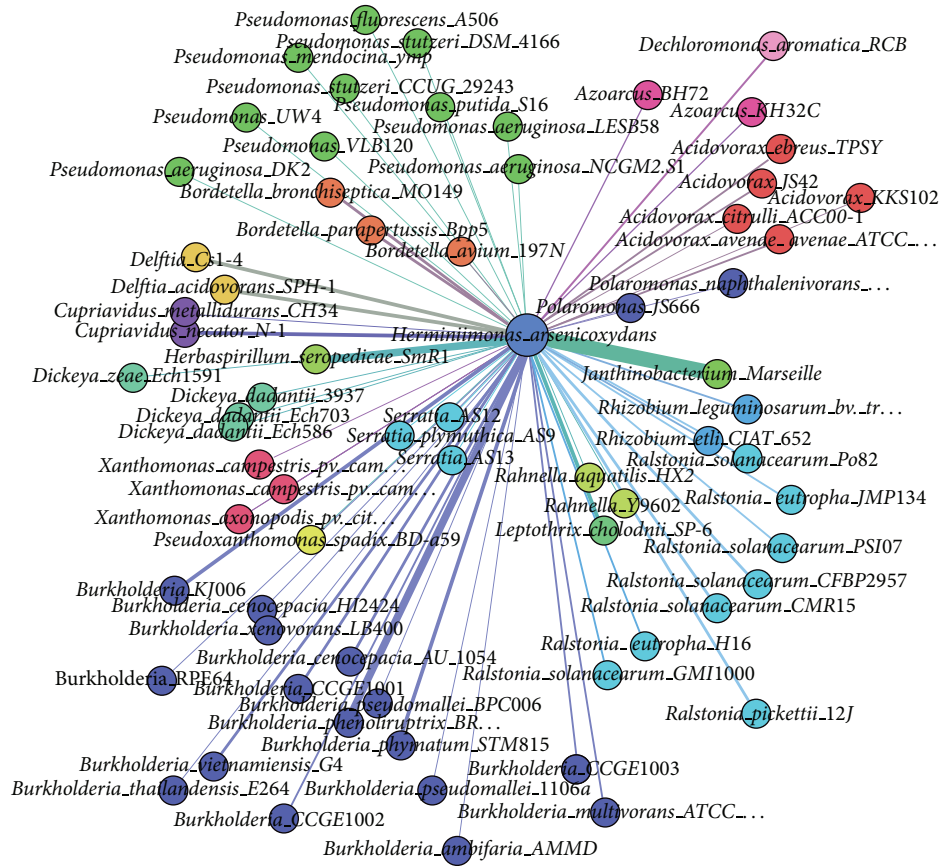 Pseudomonas_fluorescens_A506
Pseudomonas_stutzeri_DSM_4166
Dechloromonas_aromatica_RCB
Pseudomonas_mendocina_ymp
Pseudomonas_stutzeri_CCUG_29243
Azoarcus_BH72
Pseudomonas_putida_S16
Azoarcus_KH32C
Pseudomonas_UW4
Pseudomonas_aeruginosa_LESB58
Pseudomonas_VLB120
Acidovorax_ebreus_TPSY
Pseudomonas_aeruginosa_DK2
Pseudomonas_aeruginosa_NCGM2.S1
Acidovorax_JS42
Bordetella_bronchiseptica_MO149
Acidovorax_KKS102
Acidovorax_citrulli_ACC00-1
Bordetella_parapertussis_Bpp5
Acidovorax_avenae_avenae_ATCC_...
Bordetella_avium_197N
Delftia_Cs1-4
Polaromonas_naphthalenivorans_...
Delftia_acidovorans_SPH-1
Polaromonas_JS666
Cupriavidus_metallidurans_CH34
Cupriavidus_necator_N-1
Herminiimonas_arsenicoxydans
Herbaspirillum_seropedicae_SmR1
Dickeya_zeae_Ech1591
Janthinobacterium_Marseille
Dickeya_dadantii_3937
Rhizobium_leguminosarum_bv._tr...
Dickeya_dadantii_Ech703
Serratia_AS12
Dickeya_dadantii_Ech586
Serratia_plymuthica_AS9
Rhizobium_etli_CIAT_652
Serratia_AS13
Ralstonia_solanacearum_Po82
Xanthomonas_campestris_pv._cam...
Rahnella_aquatilis_HX2
Xanthomonas_campestris_pv._cam...
Ralstonia_eutropha_JMP134
Rahnella_Y9602
Xanthomonas_axonopodis_pv._cit...
Leptothrix_cholodnii_SP-6
Pseudoxanthomonas_spadix_BD-a59
Ralstonia_solanacearum_PSI07
Burkholderia_KJ006
Ralstonia_solanacearum_CFBP2957
Burkholderia_cenocepacia_HI2424
Ralstonia_solanacearum_CMR15
Burkholderia_xenovorans_LB400
Ralstonia_eutropha_H16
Burkholderia_cenocepacia_AU_1054
Ralstonia_solanacearum_GMI1000
Burkholderia_RPE64
Burkholderia_CCGE1001
Burkholderia_pseudomallei_BPC006
Ralstonia_pickettii_12J
Burkholderia_phenoliruptrix_BR...
Burkholderia_phymatum_STM815
Burkholderia_vietnamiensis_G4
Burkholderia_CCGE1003
Burkholderia_thailandensis_E264
Burkholderia_pseudomallei_1106a
Burkholderia_multivorans_ATCC_...
Burkholderia_CCGE1002
Burkholderia_ambifaria_AMMD